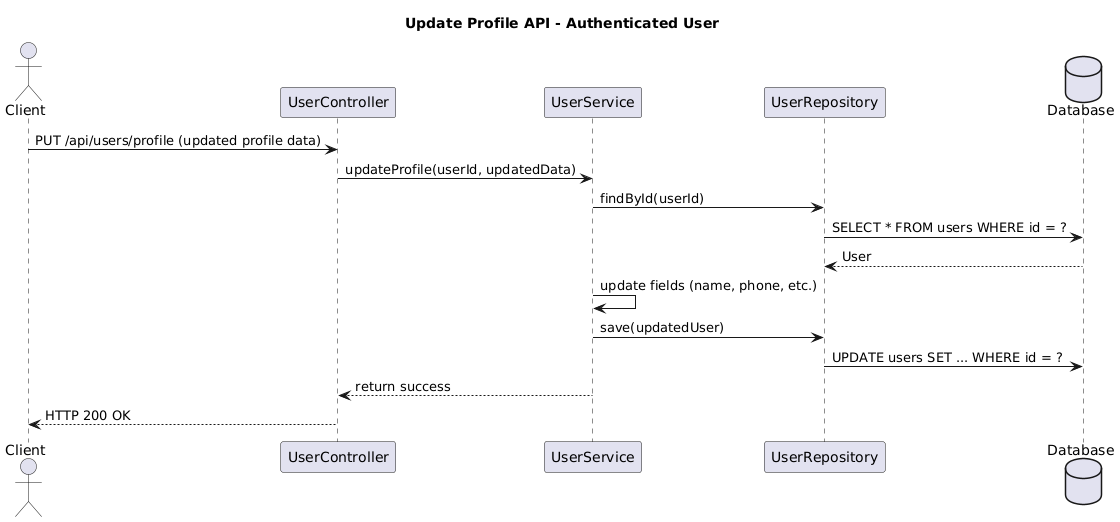 Update Profile API - Authenticated User
Client
UserController
UserService
UserRepository
Database
PUT /api/users/profile (updated profile data)
updateProfile(userId, updatedData)
findById(userId)
SELECT * FROM users WHERE id = ?
User
update fields (name, phone, etc.)
save(updatedUser)
UPDATE users SET ... WHERE id = ?
return success
HTTP 200 OK
Client
UserController
UserService
UserRepository
Database